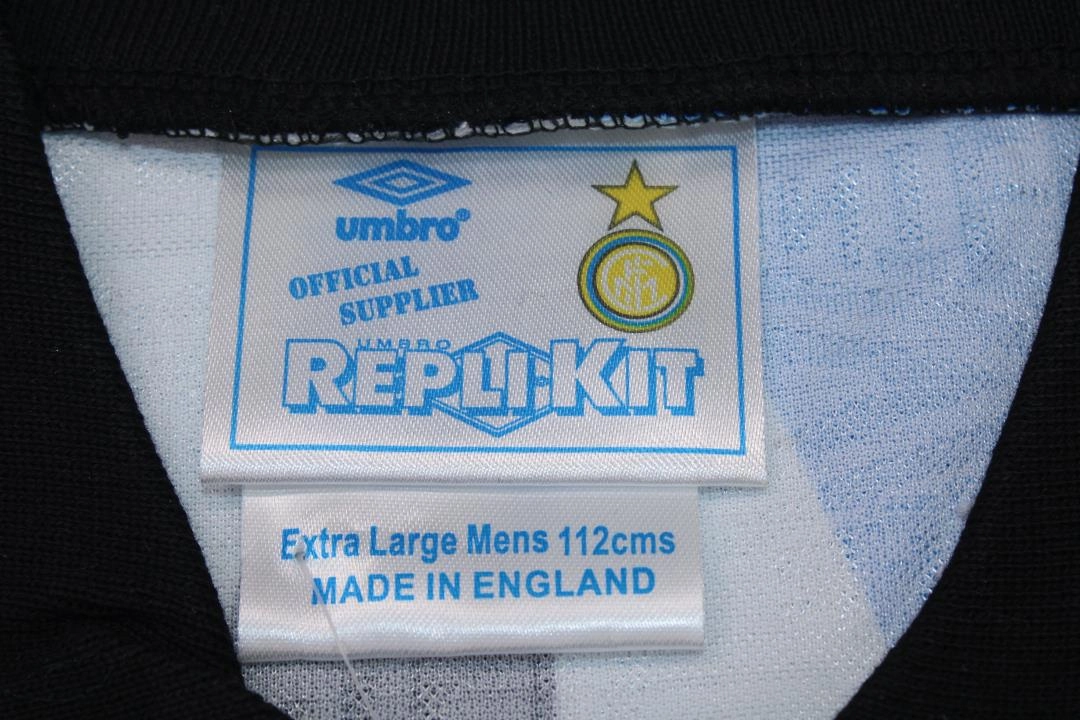 umbro®
OFFICIAL
SUPPLIER
UMBRO
REPLI-KIT
Extra Large Mens 112cms
MADE IN ENGLAND